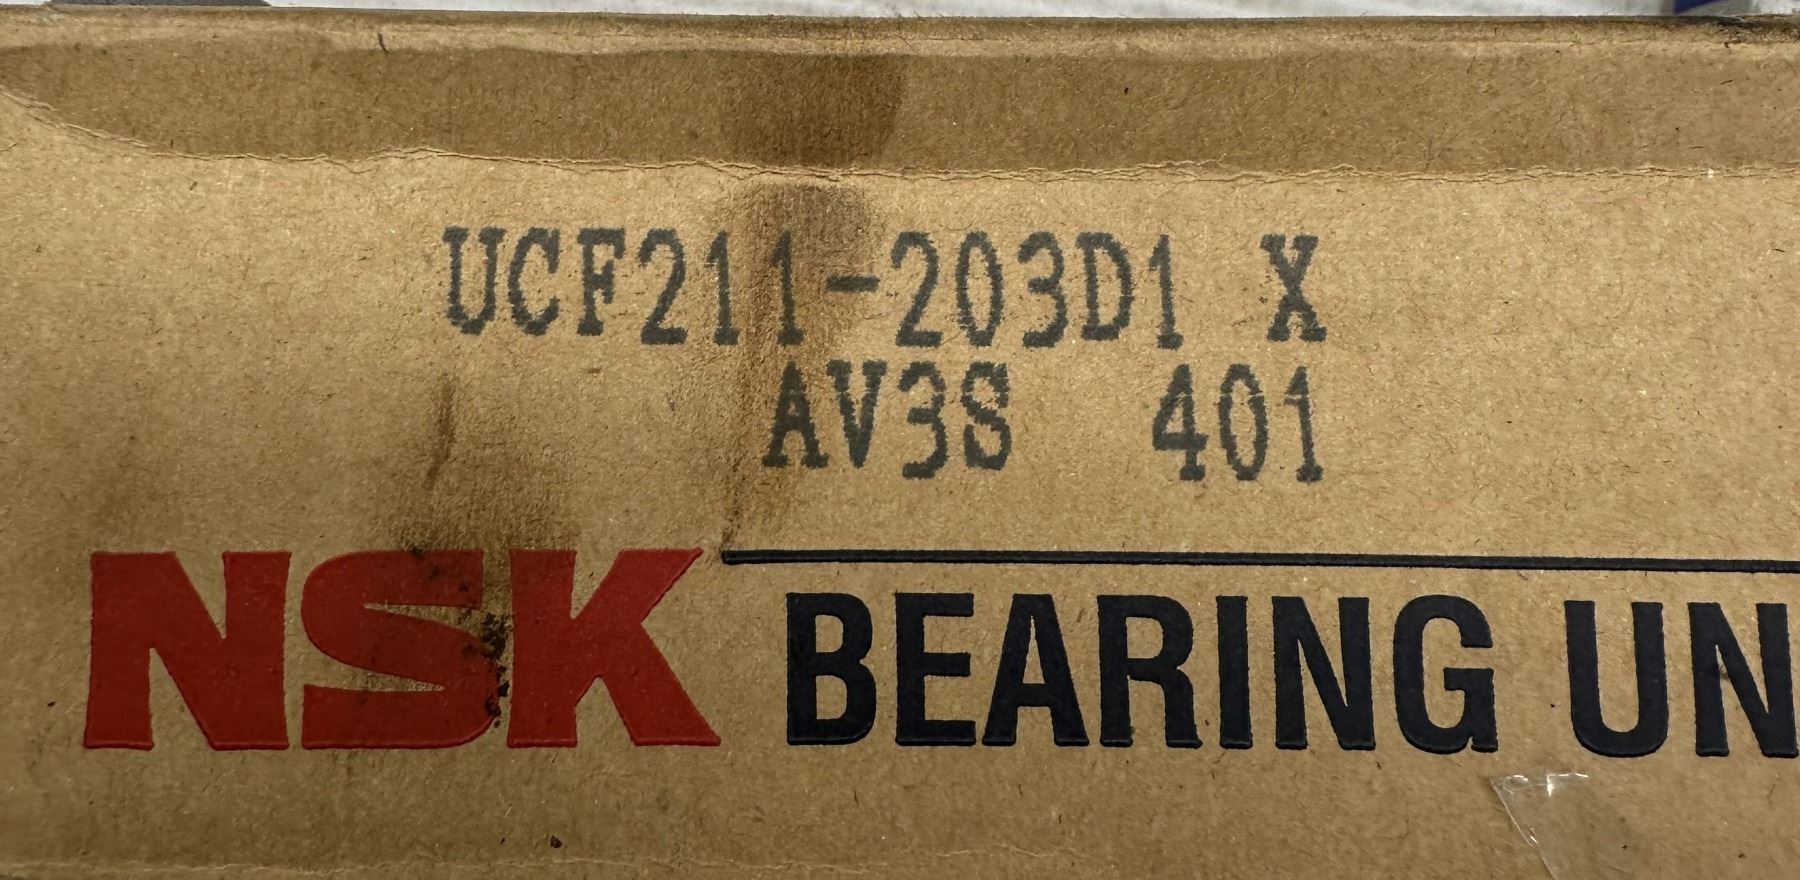 UCF211-203D1 X
AV3S 401
NSK BEARING UN